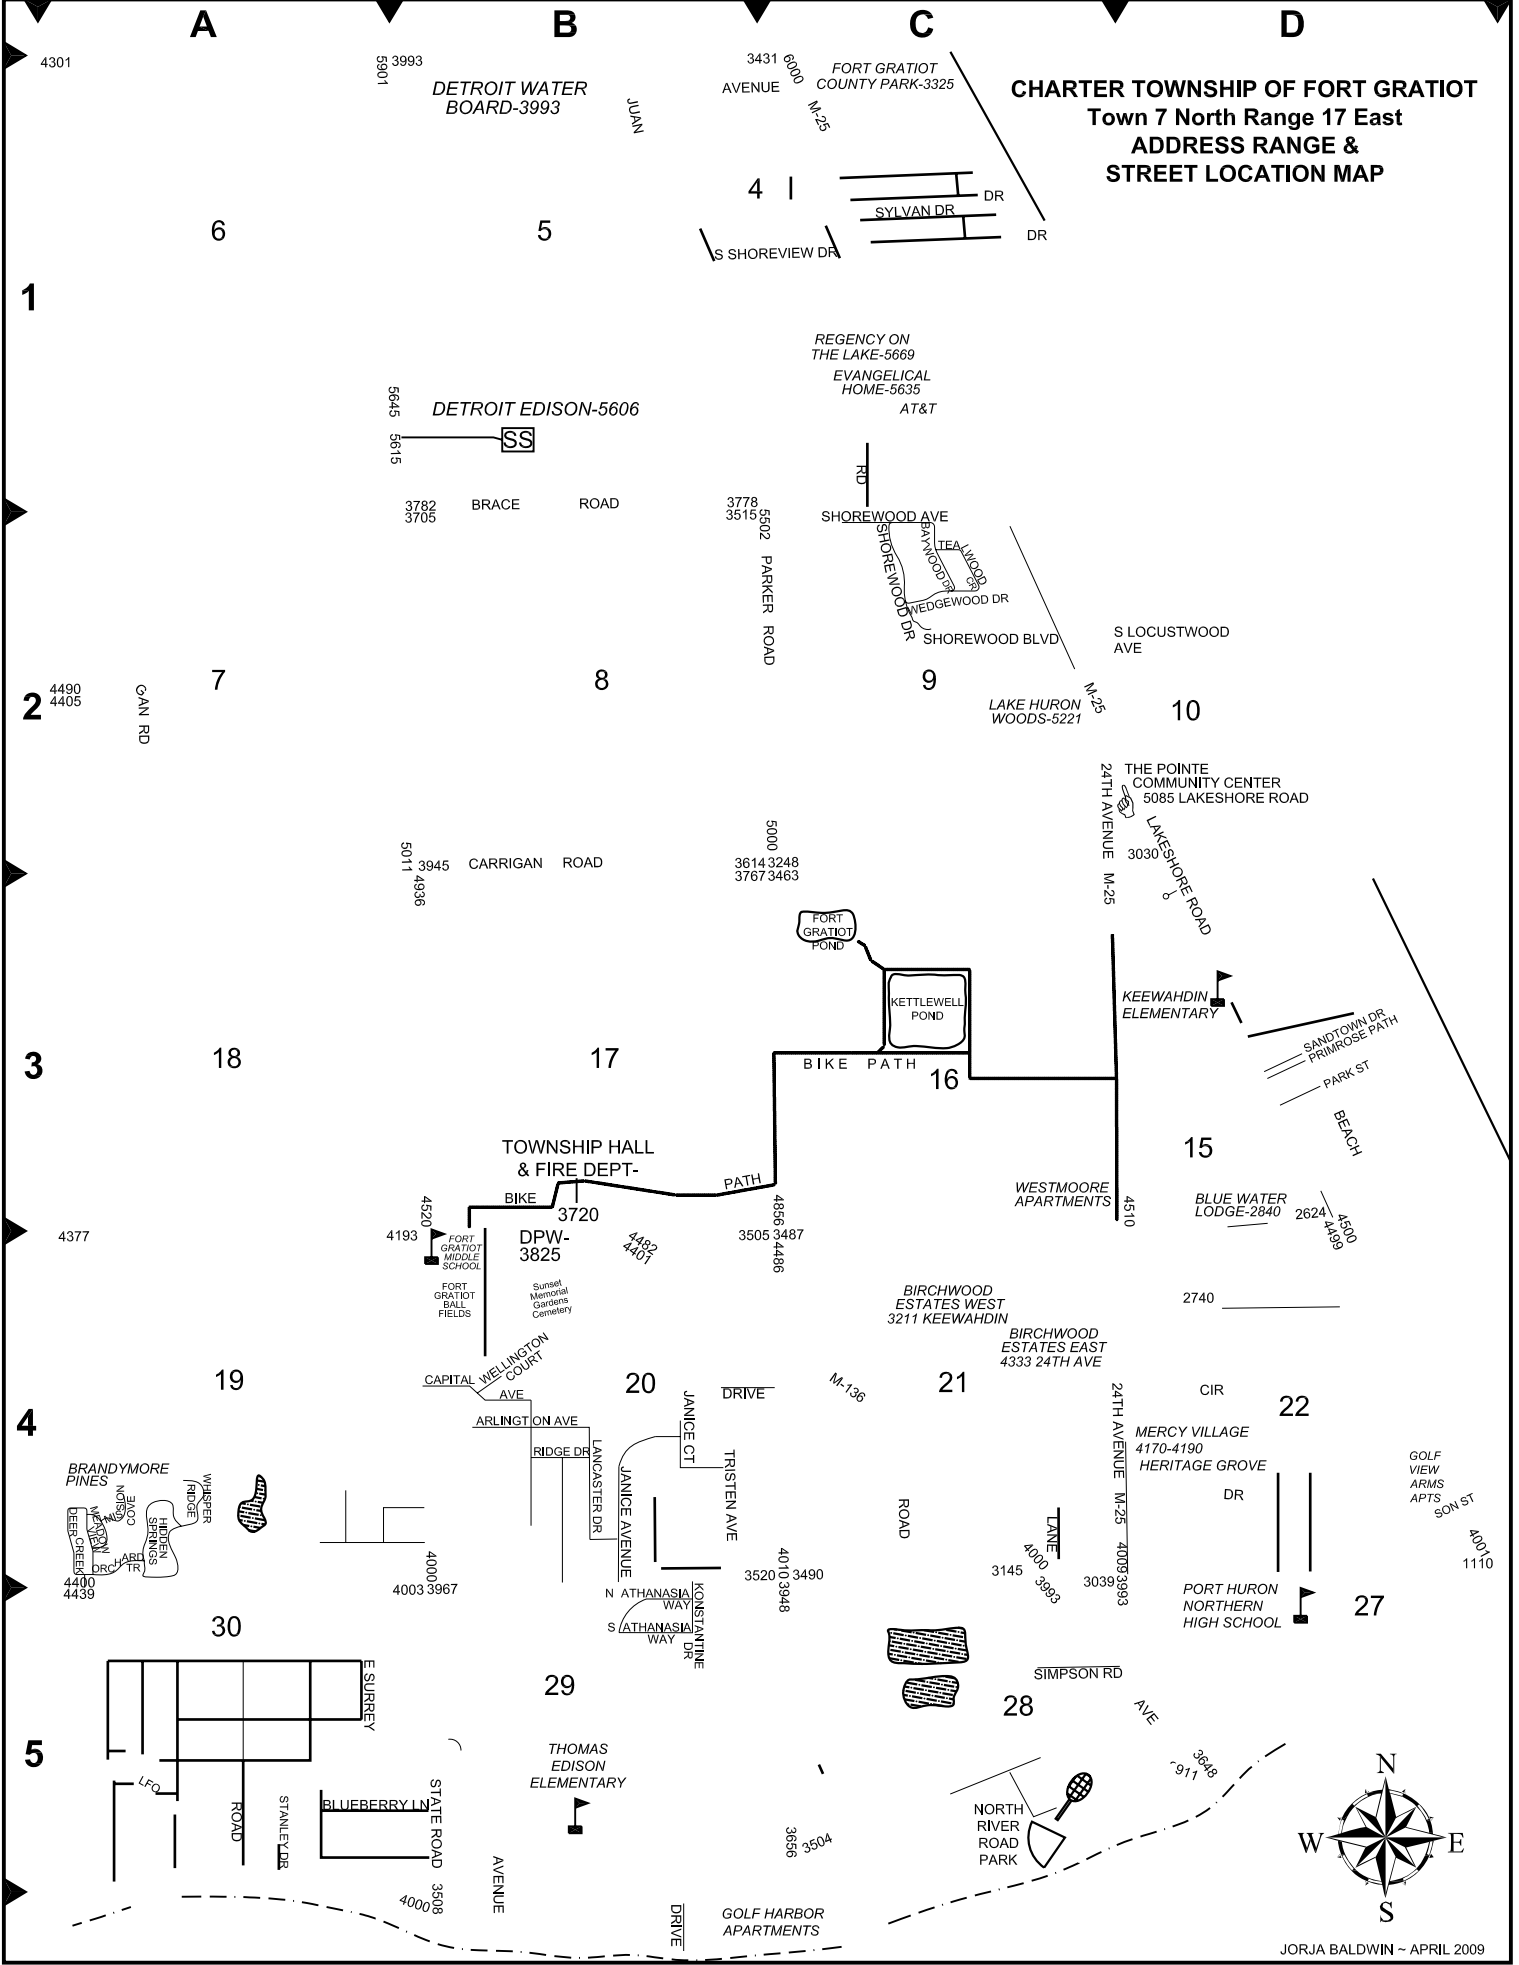 A B C D
CHARTER TOWNSHIP OF FORT GRATIOT
Town 7 North Range 17 East
ADDRESS RANGE &
STREET LOCATION MAP
4301
5901
3993
DETROIT WATER
BOARD-3993
JUAN
3431
6000
AVENUE
M-25
FORT GRATIOT
COUNTY PARK-3325
4
DR
SYLVAN DR
DR
S SHOREVIEW DR
6
5
1
REGENCY ON
THE LAKE-5669
EVANGELICAL
HOME-5635
AT&T
5645
5615
DETROIT EDISON-5606
SS
RD
3782
3705
BRACE ROAD
3778
3515
5502
PARKER ROAD
SHOREWOOD AVE
SHOREWOOD DR
BAYWOOD DR
TEALWOOD
CR
WEDGEWOOD DR
SHOREWOOD BLVD
S LOCUSTWOOD
AVE
7
8
9
10
2
4490
4405
GAN RD
LAKE HURON
WOODS-5221
M-25
24TH AVENUE M-25
THE POINTE
COMMUNITY CENTER
5085 LAKESHORE ROAD
LAKESHORE ROAD
3030
5011
3945
4936
CARRIGAN ROAD
5000
3614 3248
3767 3463
FORT
GRATIOT
POND
KETTLEWELL
POND
KEEWAHDIN
ELEMENTARY
SANDTOWN DR
PRIMROSE PATH
PARK ST
BEACH
3
18
17
BIKE PATH
16
15
TOWNSHIP HALL
& FIRE DEPT-
3720
BIKE
PATH
WESTMOORE
APARTMENTS
4510
BLUE WATER
LODGE-2840
2624
4500
4499
4377
4193
4520
FORT
GRATIOT
MIDDLE
SCHOOL
FORT
GRATIOT
BALL
FIELDS
DPW-
3825
Sunset
Memorial
Gardens
Cemetery
4482
4401
4856
3505 3487
4486
BIRCHWOOD
ESTATES WEST
3211 KEEWAHDIN
BIRCHWOOD
ESTATES EAST
4333 24TH AVE
2740
19
20
21
22
4
WELLINGTON
COURT
CAPITAL
AVE
ARLINGTON AVE
RIDGE DR
LANCASTER DR
JANICE AVENUE
JANICE CT
DRIVE
TRISTEN AVE
M-136
24TH AVENUE M-25
CIR
MERCY VILLAGE
4170-4190
HERITAGE GROVE
DR
GOLF
VIEW
ARMS
APTS
SON ST
4001
1110
BRANDYMORE
PINES
WHISPER
RIDGE
COVE
MEADOW
VIEW
DEER CREEK
HIDDEN
SPRINGS
ORCHARD
TR
4400
4439
4000
4003 3967
ROAD
LANE
4000
3145
3993
3039
4009
3993
4010
3520 3490
3948
N ATHANASIA
WAY
S ATHANASIA
WAY
KONSTANTINE
DR
PORT HURON
NORTHERN
HIGH SCHOOL
27
30
29
28
SIMPSON RD
AVE
5
E SURREY
LFO
ROAD
STANLEY DR
BLUEBERRY LN
STATE ROAD
THOMAS
EDISON
ELEMENTARY
3648
911
NORTH
RIVER
ROAD
PARK
3656
3504
AVENUE
4000
3508
DRIVE
GOLF HARBOR
APARTMENTS
N
W E
S
JORJA BALDWIN ~ APRIL 2009